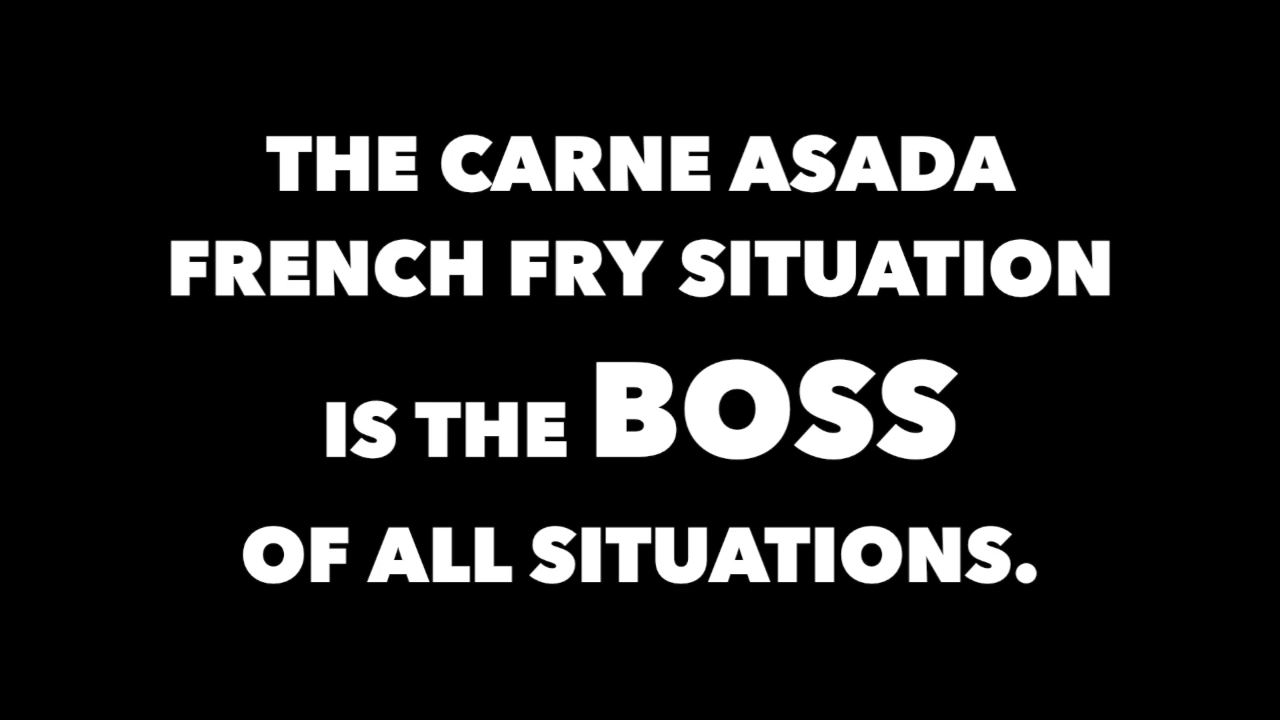 THE CARNE ASADA
FRENCH FRY SITUATION
IS THE BOSS
OF ALL SITUATIONS.